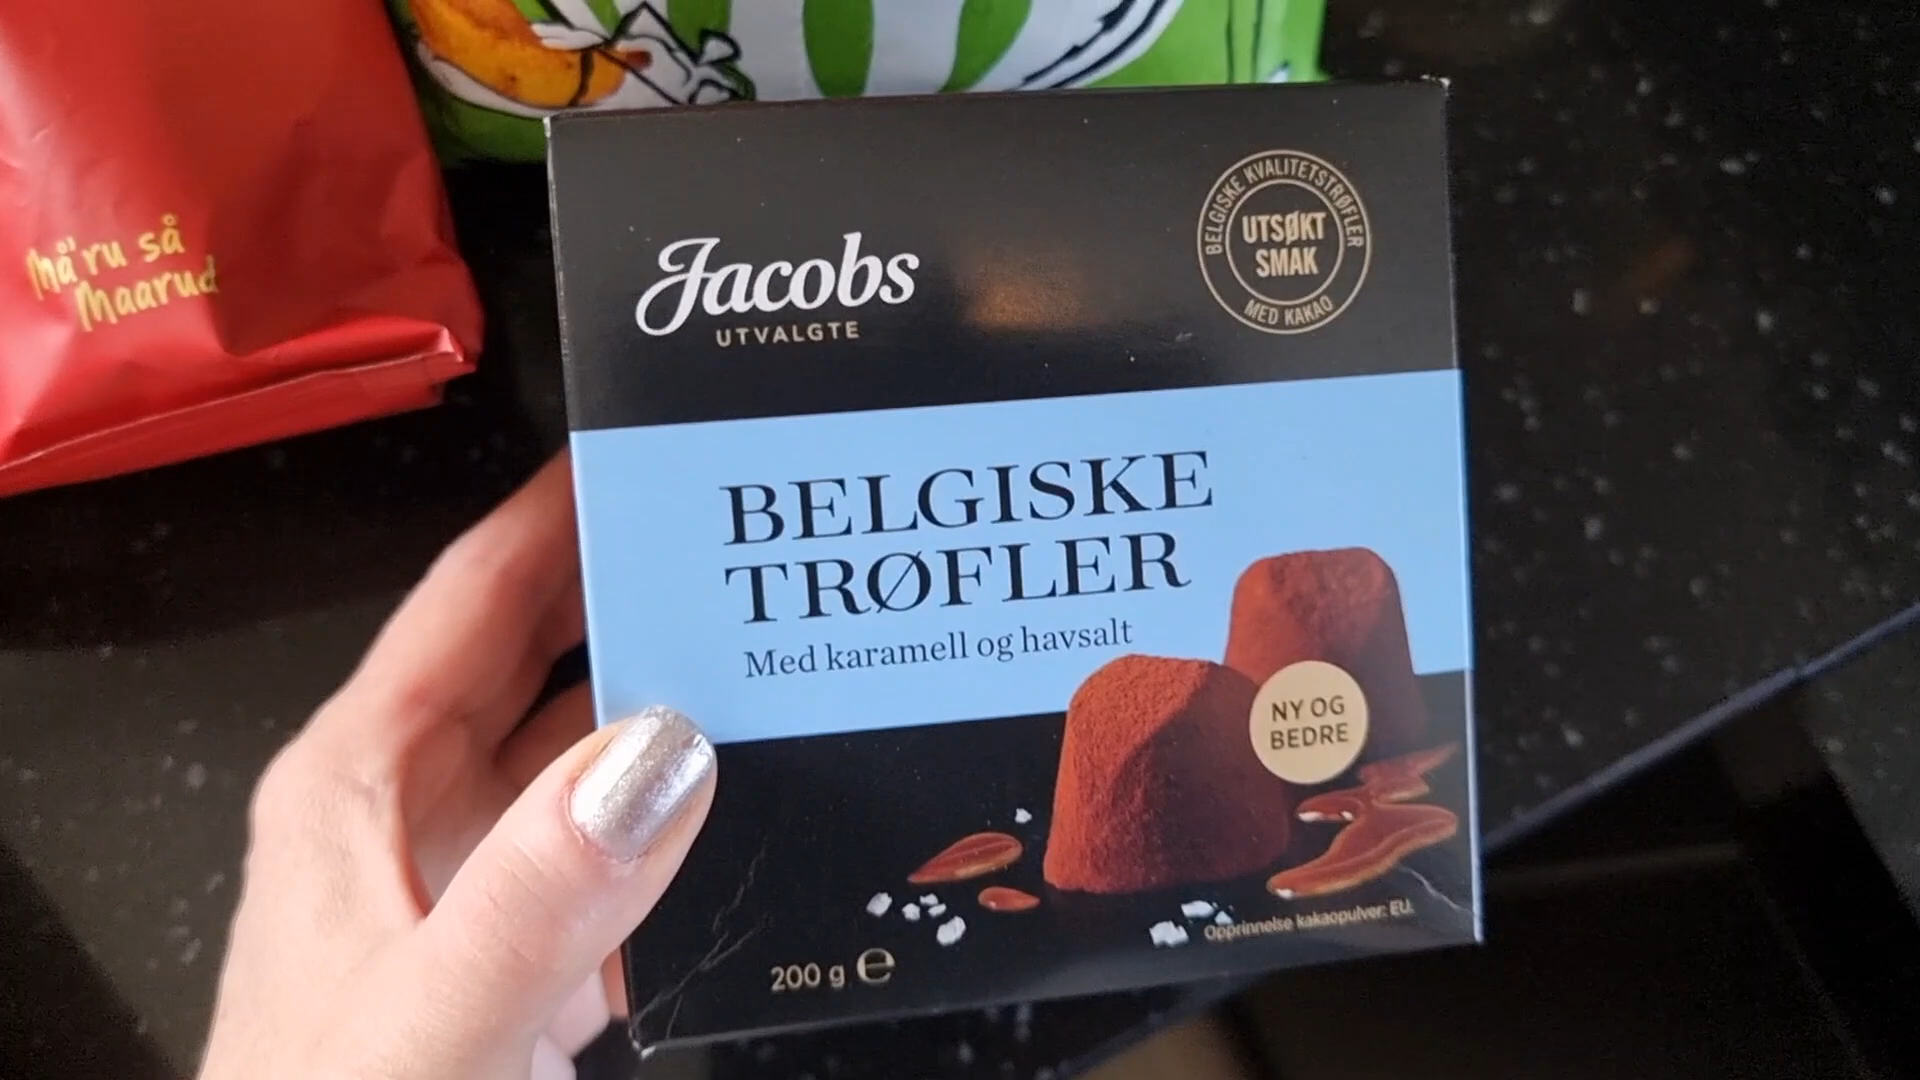 Må'ru så
Maarud
Jacobs
UTVALGTE
BELGISKE KVALITETSTRØFLER
UTSØKT
SMAK
MED KAKAO
BELGISKE
TRØFLER
Med karamell og havsalt
NY OG
BEDRE
Opprinnelse kakaopulver: EU.
200 g ℮